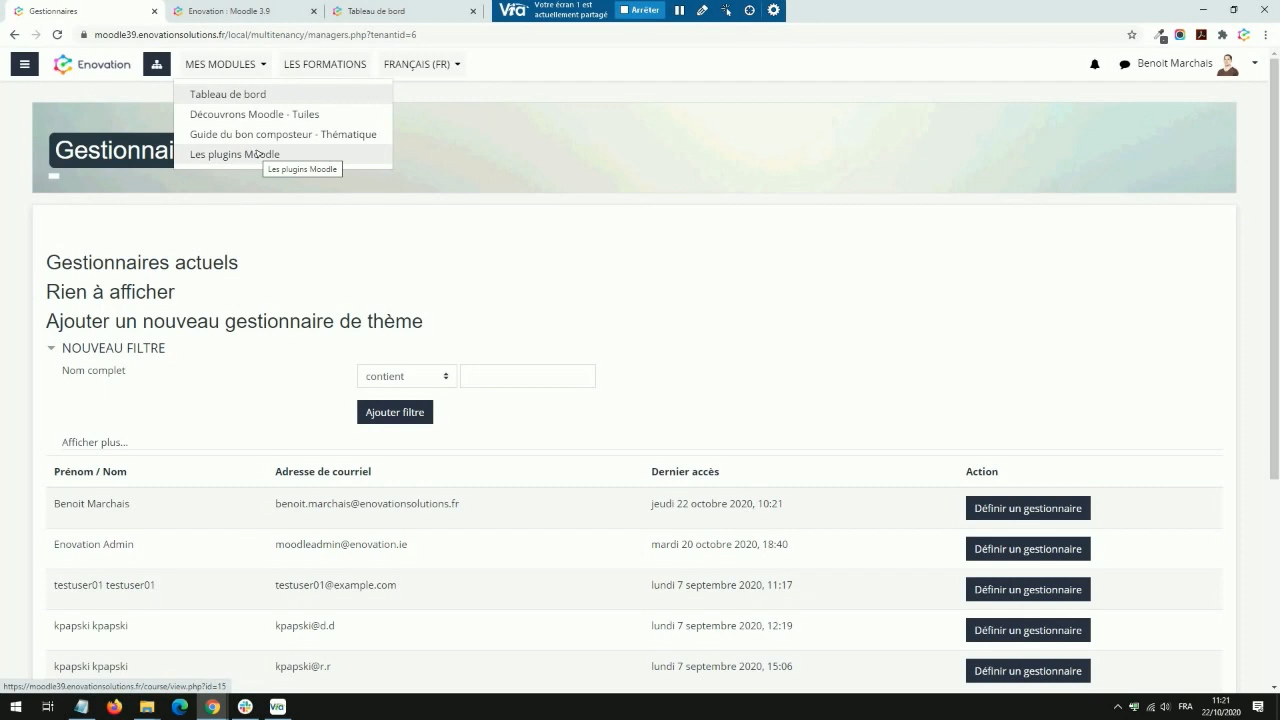 Gestionnaires
Enovation : Moodle 3.9
Tableau de bord
Vra
Votre écran 1 est
actuellement partagé
Arrêter
moodle39.enovationsolutions.fr/local/multitenancy/managers.php?tenantid=6
Enovation
MES MODULES
LES FORMATIONS
FRANÇAIS (FR)
Benoit Marchais
Tableau de bord
Découvrons Moodle - Tuiles
Guide du bon composteur - Thématique
Les plugins Moodle
Les plugins Moodle
Gestionnai
Gestionnaires actuels
Rien à afficher
Ajouter un nouveau gestionnaire de thème
NOUVEAU FILTRE
Nom complet
contient
Ajouter filtre
Afficher plus...
Prénom / Nom Adresse de courriel Dernier accès Action
Benoit Marchais benoit.marchais@enovationsolutions.fr jeudi 22 octobre 2020, 10:21 Définir un gestionnaire
Enovation Admin moodleadmin@enovation.ie mardi 20 octobre 2020, 18:40 Définir un gestionnaire
testuser01 testuser01 testuser01@example.com lundi 7 septembre 2020, 11:17 Définir un gestionnaire
kpapski kpapski kpapski@d.d lundi 7 septembre 2020, 12:19 Définir un gestionnaire
kpapski kpapski kpapski@r.r lundi 7 septembre 2020, 15:06 Définir un gestionnaire
https://moodle39.enovationsolutions.fr/course/view.php?id=15
Vra
FRA
11:21
22/10/2020